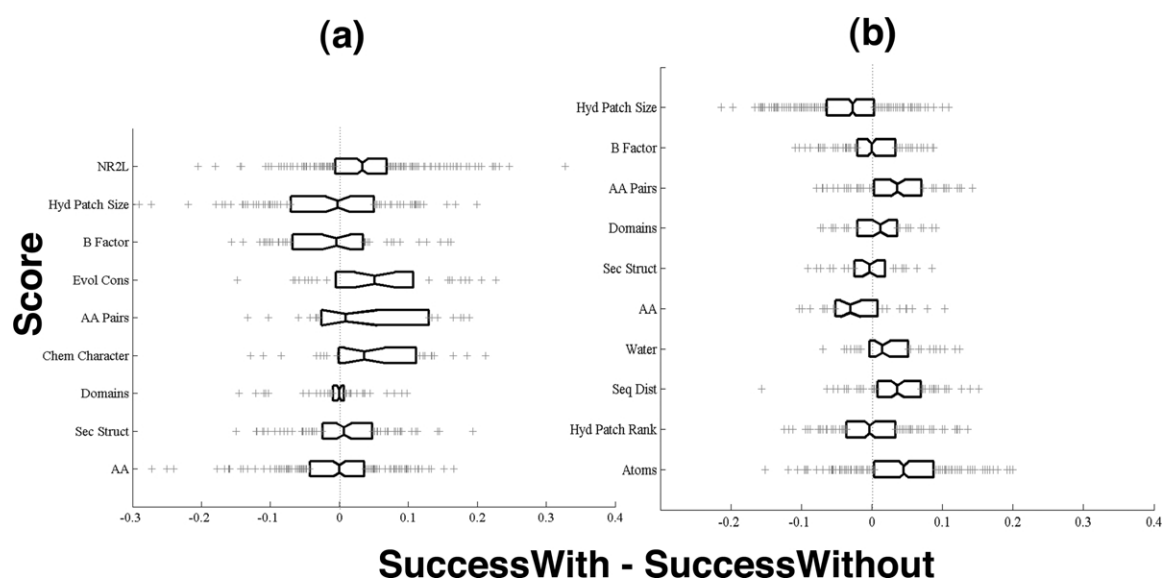 (a)
(b)
Score
NR2L
Hyd Patch Size
B Factor
Evol Cons
AA Pairs
Chem Character
Domains
Sec Struct
AA
-0.3 -0.2 -0.1 0 0.1 0.2 0.3 0.4
Hyd Patch Size
B Factor
AA Pairs
Domains
Sec Struct
AA
Water
Seq Dist
Hyd Patch Rank
Atoms
-0.2 -0.1 0 0.1 0.2 0.3 0.4
SuccessWith - SuccessWithout